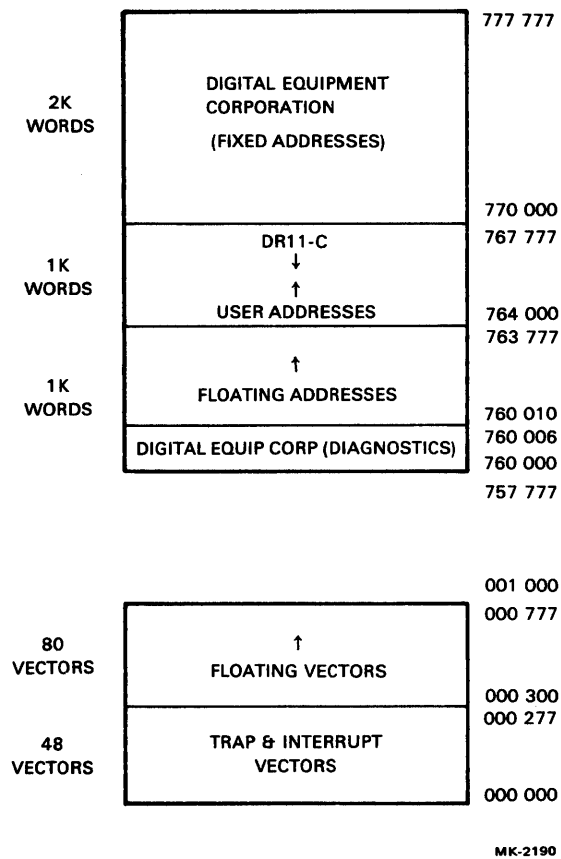 777 777
2K
WORDS
DIGITAL EQUIPMENT
CORPORATION
(FIXED ADDRESSES)
770 000
767 777
1K
WORDS
DR11-C
↓
↑
USER ADDRESSES
764 000
763 777
1K
WORDS
↑
FLOATING ADDRESSES
760 010
760 006
DIGITAL EQUIP CORP (DIAGNOSTICS)
760 000
757 777
001 000
000 777
80
VECTORS
↑
FLOATING VECTORS
000 300
000 277
48
VECTORS
TRAP & INTERRUPT
VECTORS
000 000
MK-2190